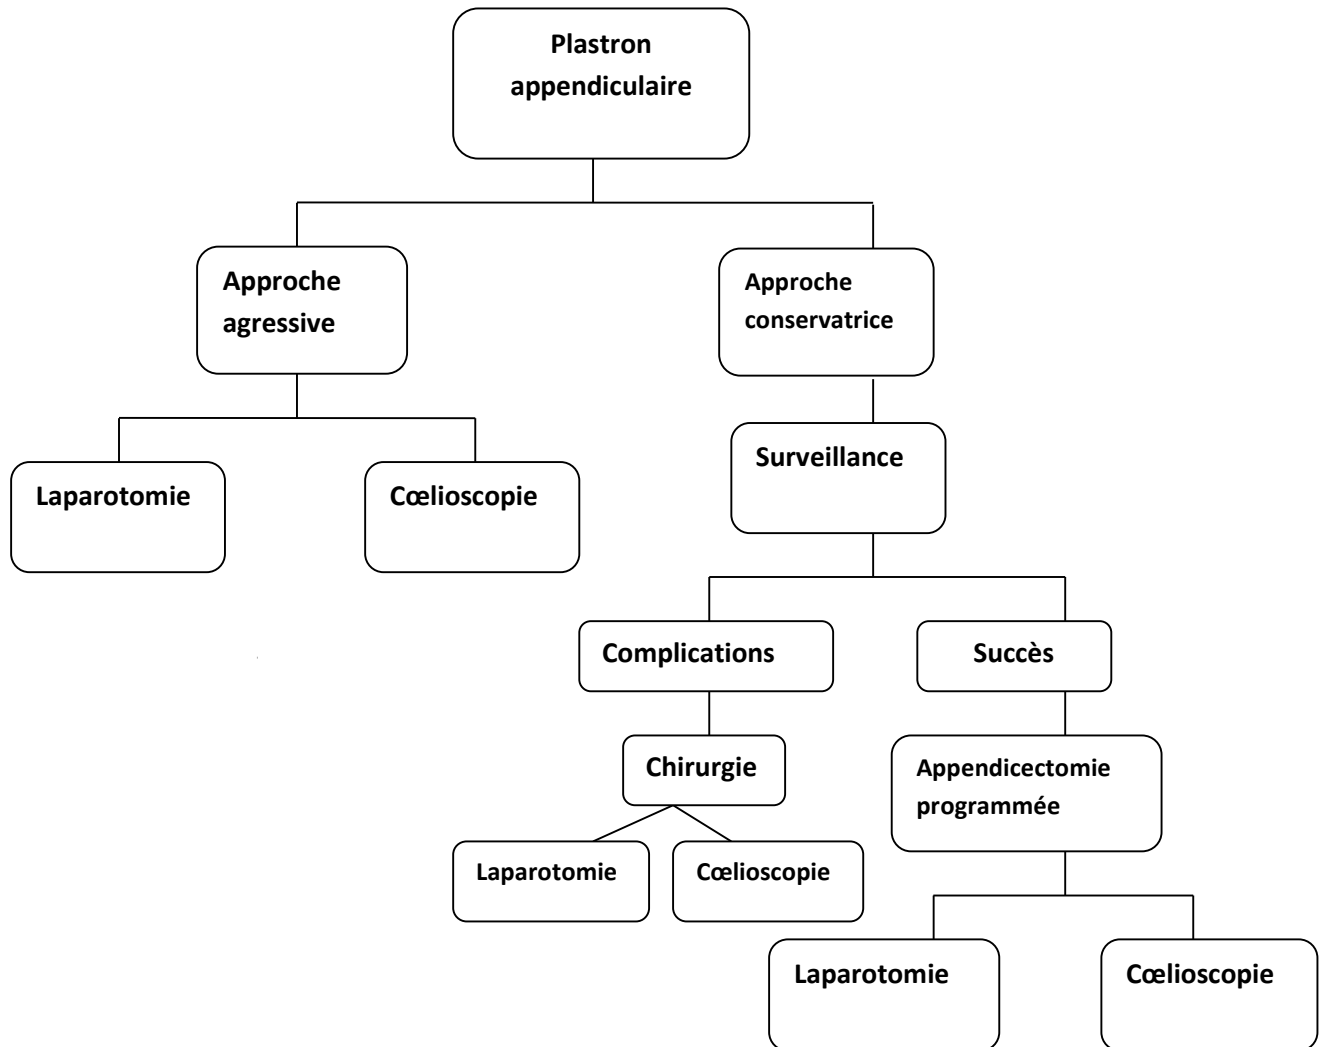 Plastron
appendiculaire
Approche
agressive
Approche
conservatrice
Surveillance
Laparotomie
Cœlioscopie
Complications
Succès
Chirurgie
Appendicectomie
programmée
Laparotomie
Cœlioscopie
Laparotomie
Cœlioscopie